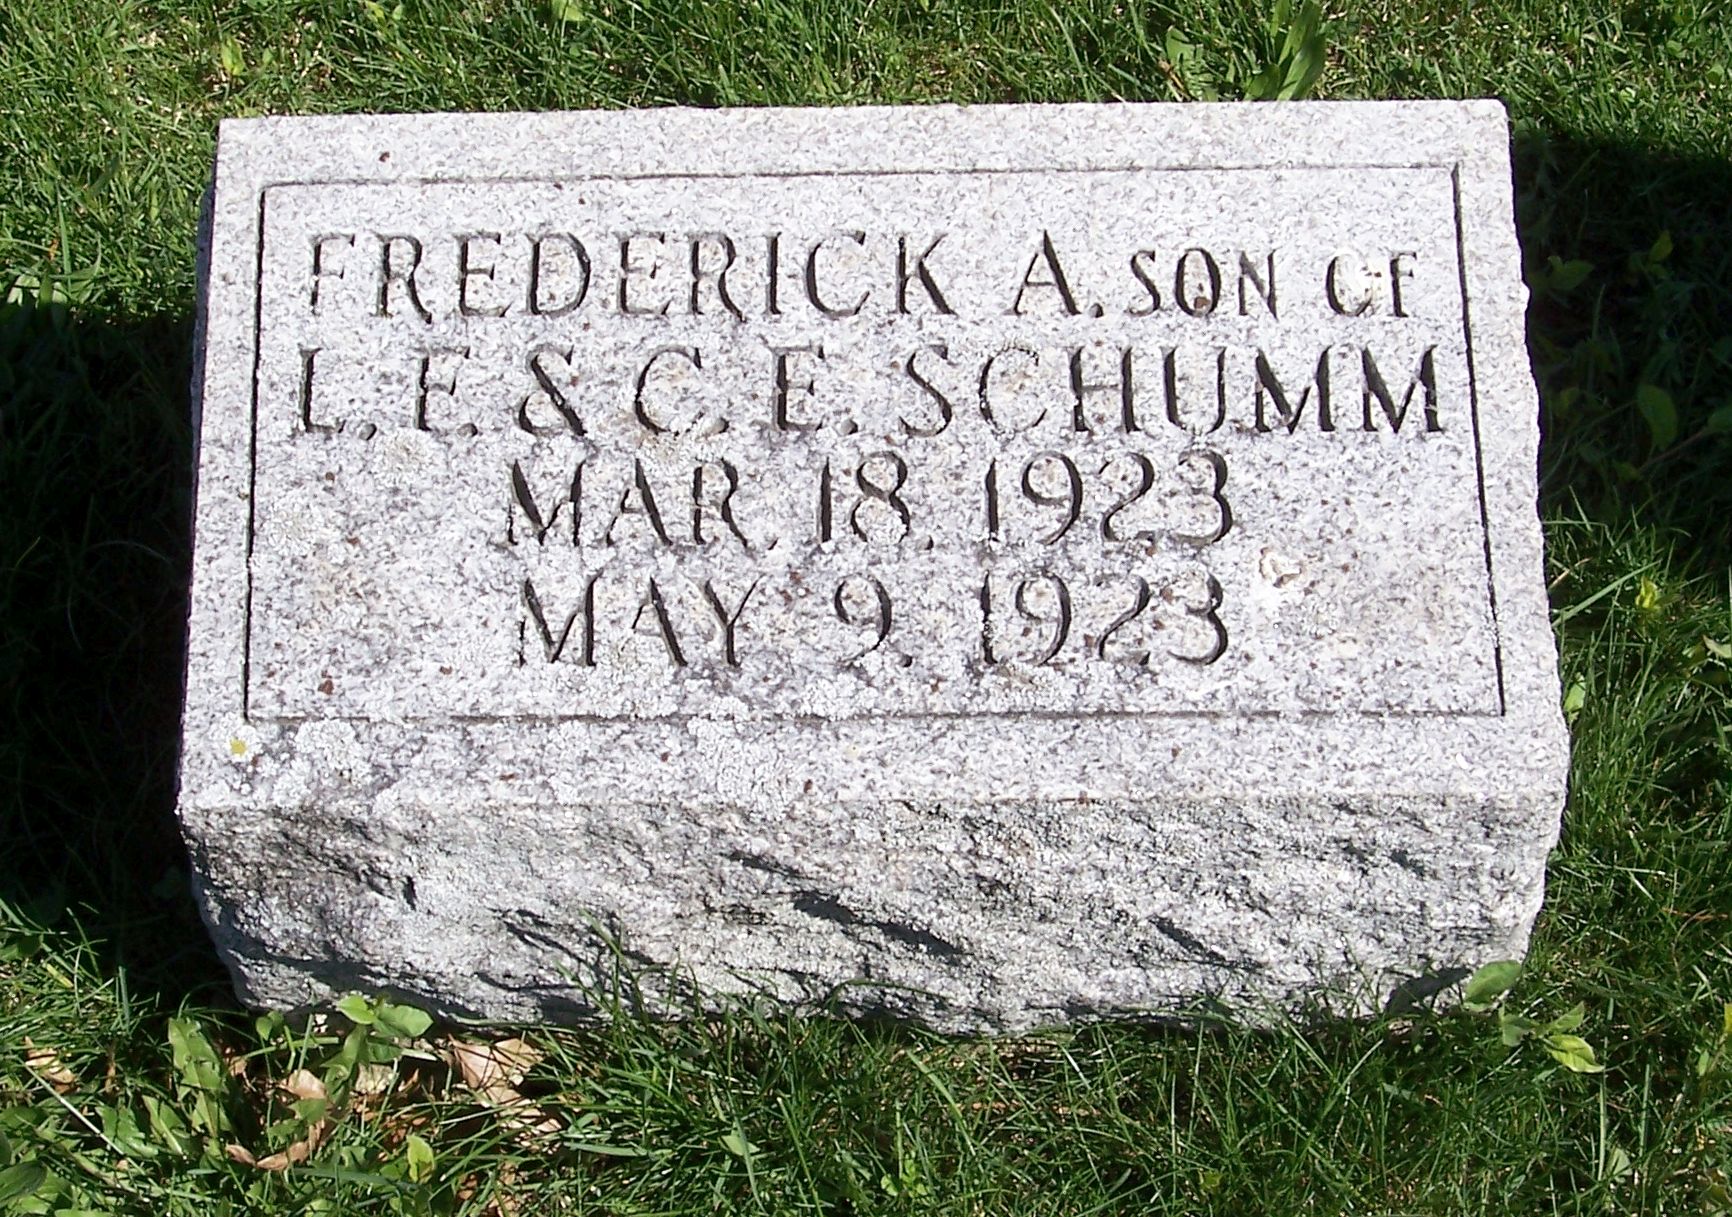 FREDERICK A. SON OF
L. F. & C. E. SCHUMM
MAR. 18. 1923
MAY 9. 1923